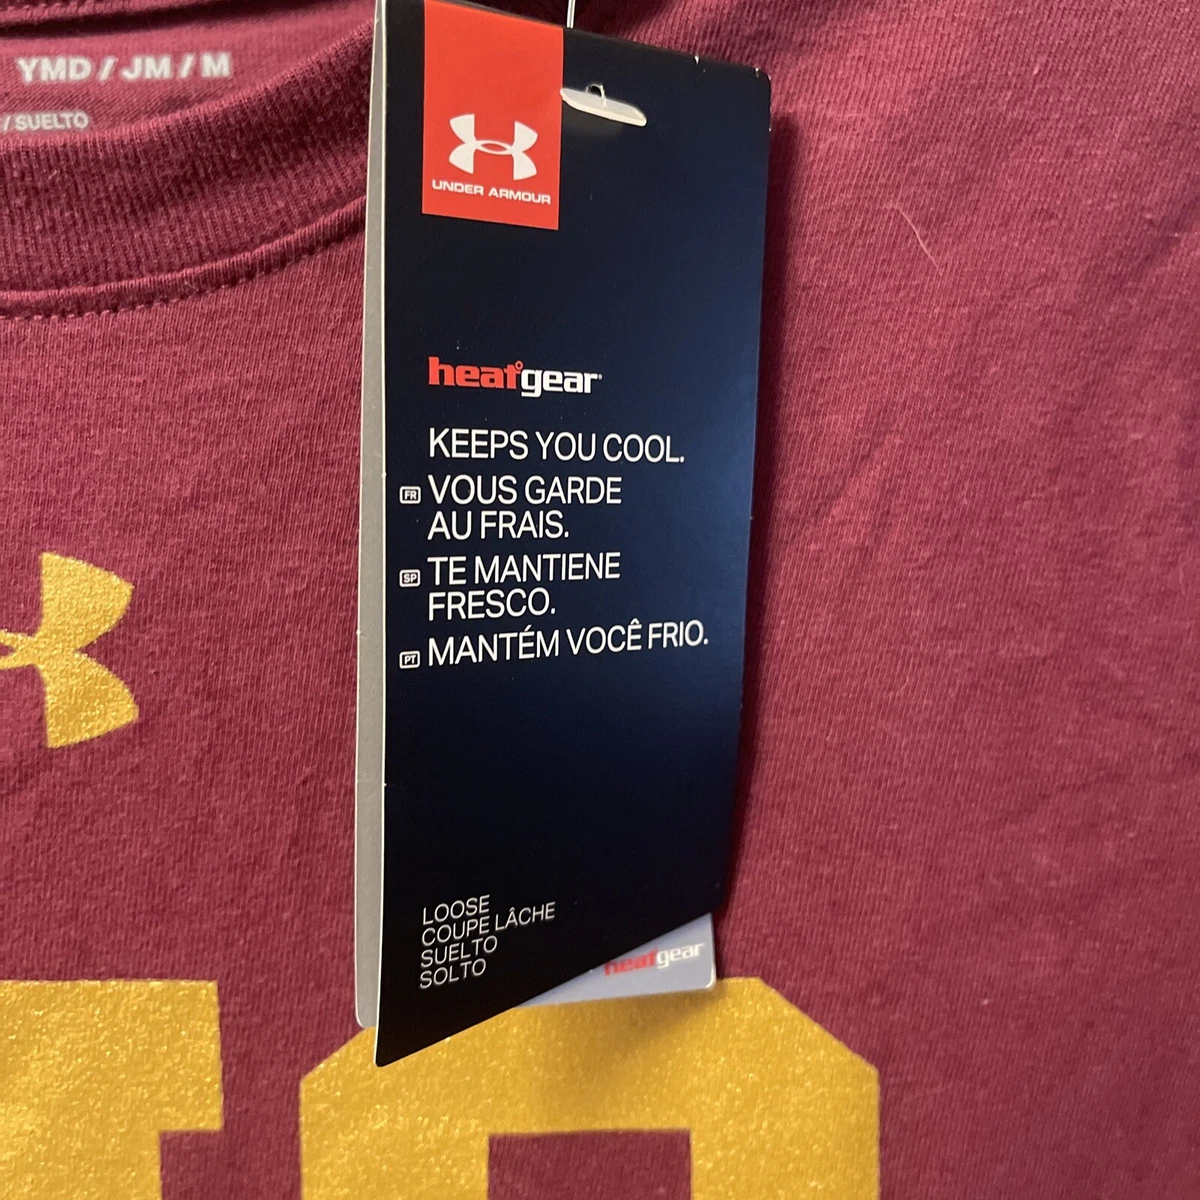 YMD / JM / M
/ SUELTO
UNDER ARMOUR
heatgear
KEEPS YOU COOL.
FR VOUS GARDE
AU FRAIS.
SP TE MANTIENE
FRESCO.
PT MANTÉM VOCÊ FRIO.
LOOSE
COUPE LÂCHE
SUELTO
SOLTO
heatgear